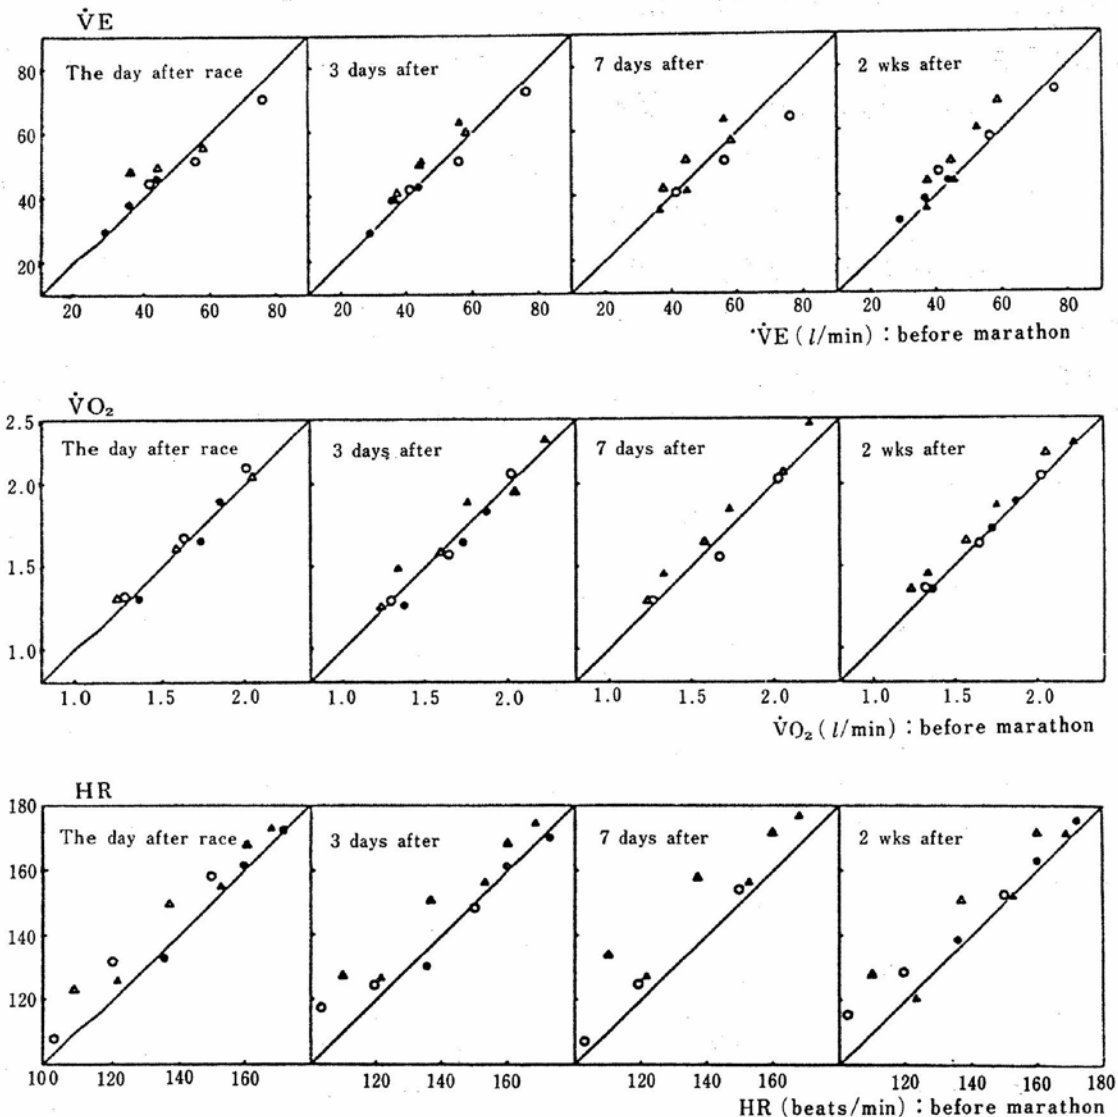 V̇E
The day after race
3 days after
7 days after
2 wks after
80
60
40
20
20 40 60 80
20 40 60 80
20 40 60 80
20 40 60 80
V̇E (l/min) : before marathon
V̇O₂
The day after race
3 days after
7 days after
2 wks after
2.5
2.0
1.5
1.0
1.0 1.5 2.0
1.0 1.5 2.0
1.0 1.5 2.0
1.0 1.5 2.0
V̇O₂ (l/min) : before marathon
HR
The day after race
3 days after
7 days after
2 wks after
180
160
140
120
100 120 140 160
120 140 160
120 140 160
120 140 160 180
HR (beats/min) : before marathon